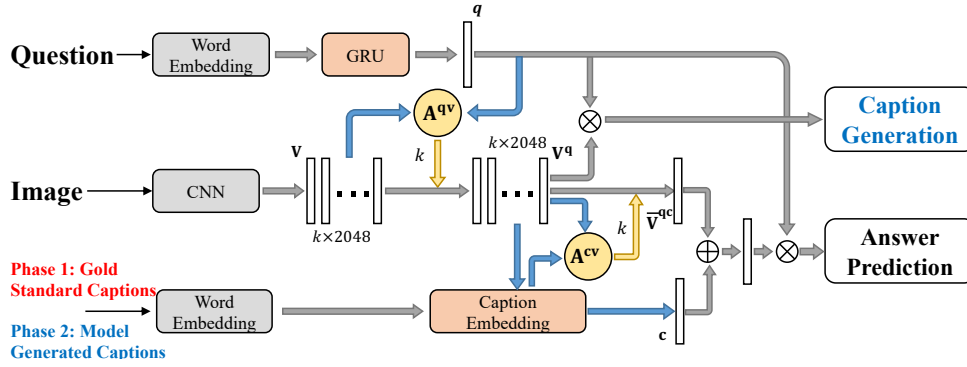 q
Question
Word
Embedding
GRU
A^qv
Caption
Generation
k
k×2048
V^q
V
Image
CNN
k×2048
k
V̅^qc
A^cv
Answer
Prediction
Phase 1: Gold
Standard Captions
Word
Embedding
Caption
Embedding
Phase 2: Model
Generated Captions
c